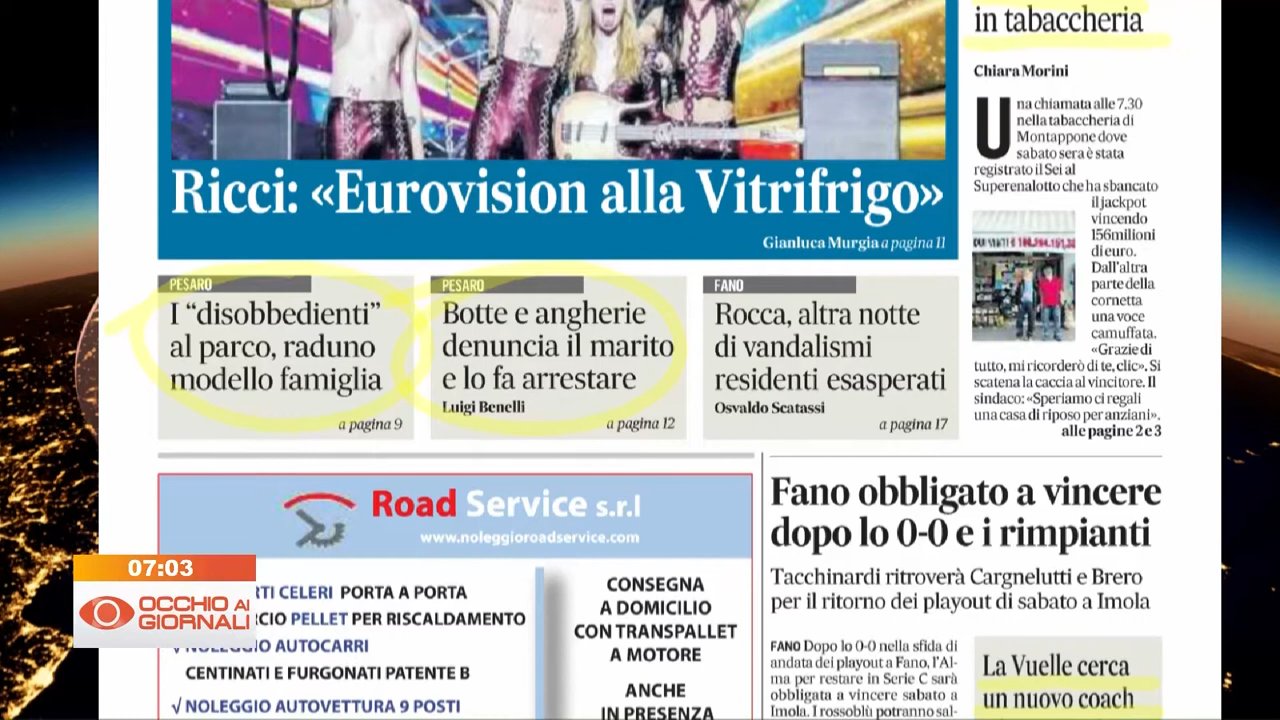 in tabaccheria
Chiara Morini
Una chiamata alle 7.30
nella tabaccheria di
Montappone dove
sabato sera è stata
registrato il Sei al
Superenalotto che ha sbancato
il jackpot
vincendo
156 milioni
di euro.
Dall'altra
parte della
cornetta
una voce
camuffata.
«Grazie di
tutto, mi ricorderò di te, clic». Si
scatena la caccia al vincitore. Il
sindaco: «Speriamo ci regali
una casa di riposo per anziani».
alle pagine 2 e 3
Ricci: «Eurovision alla Vitrifrigo»
Gianluca Murgia a pagina 11
PESARO
I “disobbedienti”
al parco, raduno
modello famiglia
a pagina 9
PESARO
Botte e angherie
denuncia il marito
e lo fa arrestare
Luigi Benelli
a pagina 12
FANO
Rocca, altra notte
di vandalismi
residenti esasperati
Osvaldo Scatassi
a pagina 17
Road Service s.r.l
www.noleggioroadservice.com
RTI CELERI PORTA A PORTA
RCIO PELLET PER RISCALDAMENTO
√ NOLEGGIO AUTOCARRI
CENTINATI E FURGONATI PATENTE B
√ NOLEGGIO AUTOVETTURA 9 POSTI
CONSEGNA
A DOMICILIO
CON TRANSPALLET
A MOTORE
ANCHE
IN PRESENZA
Fano obbligato a vincere
dopo lo 0-0 e i rimpianti
Tacchinardi ritroverà Cargnelutti e Brero
per il ritorno dei playout di sabato a Imola
FANO Dopo lo 0-0 nella sfida di
andata dei playout a Fano, l'Al-
ma per restare in Serie C sarà
obbligata a vincere sabato a
Imola. I rossoblù potranno sal-
La Vuelle cerca
un nuovo coach
07:03
OCCHIO AI
GIORNALI